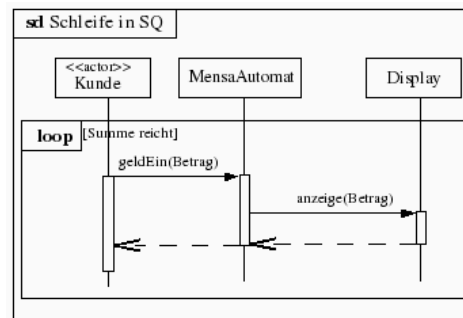 sd Schleife in SQ
<<actor>>
Kunde
MensaAutomat
Display
loop [Summe reicht]
geldEin(Betrag)
anzeige(Betrag)